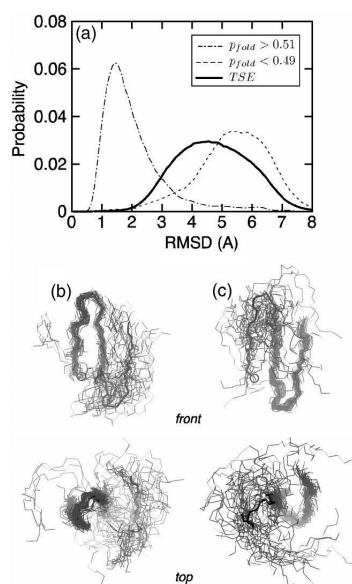 (a)
p_fold > 0.51
p_fold < 0.49
TSE
Probability
0.08
0.06
0.04
0.02
0
0 1 2 3 4 5 6 7 8
RMSD (A)
(b) (c)
front
top